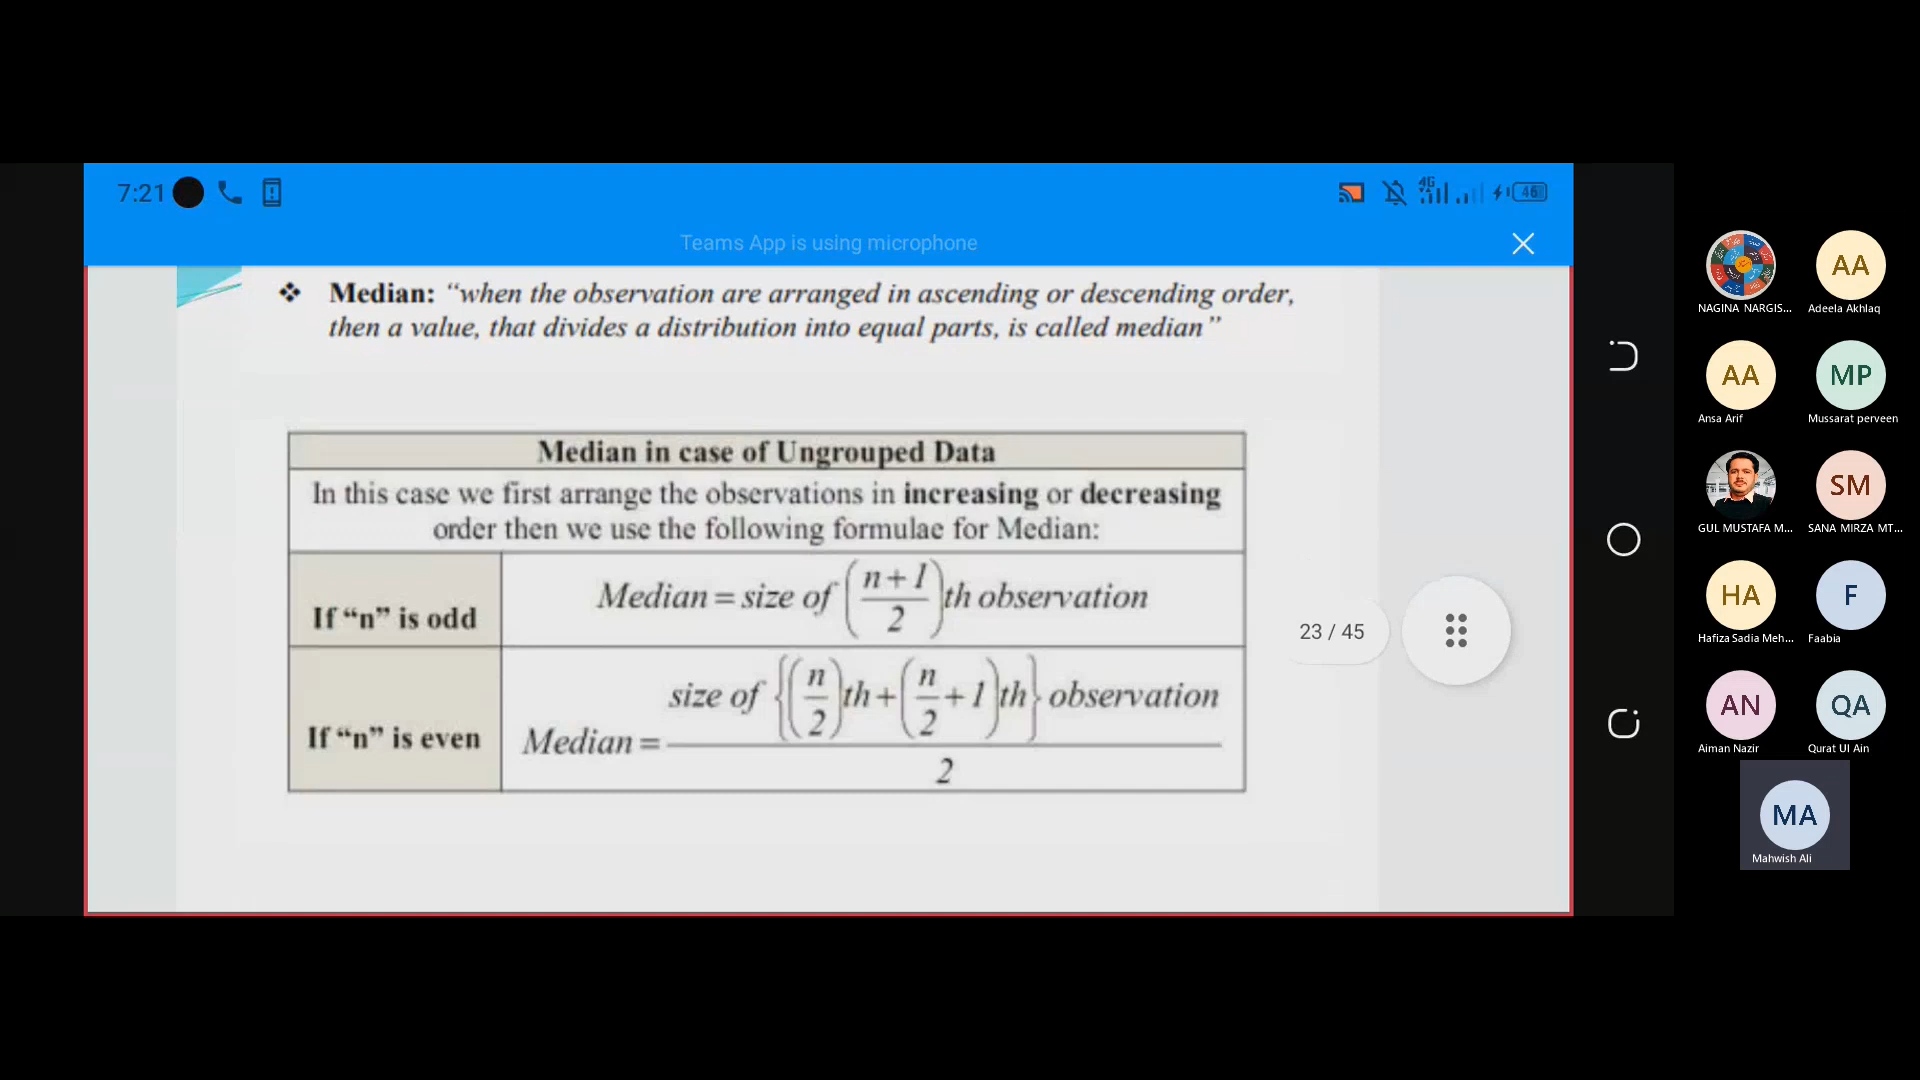 7:21
4G
46
Teams App is using microphone
❖ Median: “when the observation are arranged in ascending or descending order,
then a value, that divides a distribution into equal parts, is called median”
Median in case of Ungrouped Data
In this case we first arrange the observations in increasing or decreasing
order then we use the following formulae for Median:
If “n” is odd
Median = size of ((n+1)/2)th observation
If “n” is even
Median = size of {(n/2)th + (n/2 + 1)th} observation / 2
23 / 45
NAGINA NARGIS...
AA
Adeela Akhlaq
AA
Ansa Arif
MP
Mussarat perveen
GUL MUSTAFA M...
SM
SANA MIRZA MT...
HA
Hafiza Sadia Meh...
F
Faabia
AN
Aiman Nazir
QA
Qurat Ul Ain
MA
Mahwish Ali